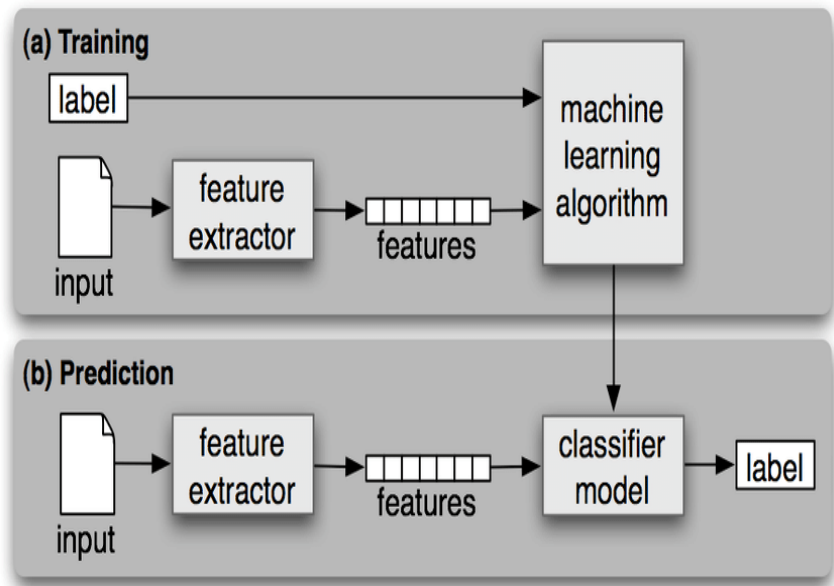 (a) Training
label
machine
learning
algorithm
feature
extractor
features
input
(b) Prediction
feature
extractor
features
input
classifier
model
label